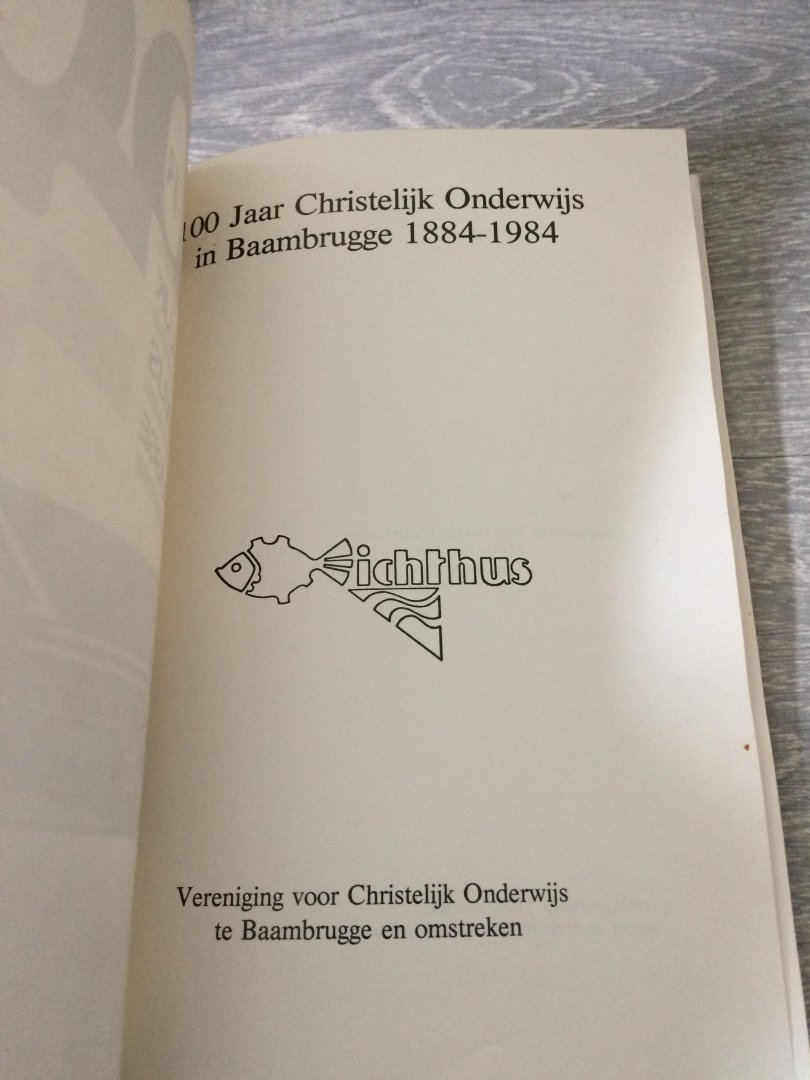 100 Jaar Christelijk Onderwijs
in Baambrugge 1884-1984
ichthus
Vereniging voor Christelijk Onderwijs
te Baambrugge en omstreken